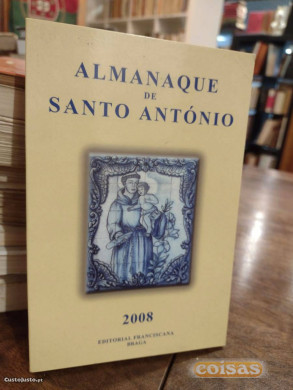 ALMANAQUE
DE
SANTO ANTÓNIO
2008
EDITORIAL FRANCISCANA
BRAGA
CustoJusto.pt
coisas